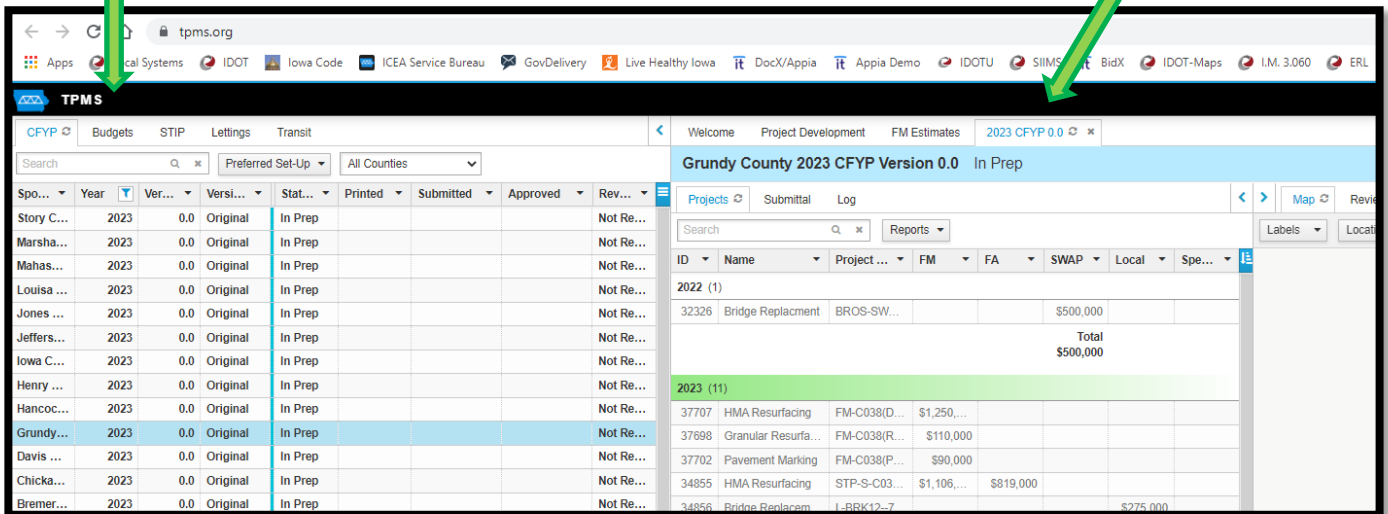 tpms.org
Apps Systems IDOT Iowa Code ICEA Service Bureau GovDelivery Live Healthy Iowa DocX/Appia Appia Demo IDOTU SIIMS BidX IDOT-Maps I.M. 3.060 ERL
TPMS
CFYP Budgets STIP Lettings Transit
Welcome Project Development FM Estimates 2023 CFYP 0.0
Search Preferred Set-Up All Counties
Grundy County 2023 CFYP Version 0.0 In Prep
Spo... Year Ver... Versi... Stat... Printed Submitted Approved Rev...
Projects Submittal Log Map Revie
Story C... 2023 0.0 Original In Prep Not Re...
Search Reports Labels Locati
Marsha... 2023 0.0 Original In Prep Not Re...
Mahas... 2023 0.0 Original In Prep Not Re...
ID Name Project ... FM FA SWAP Local Spe...
Louisa ... 2023 0.0 Original In Prep Not Re...
2022 (1)
Jones ... 2023 0.0 Original In Prep Not Re...
32326 Bridge Replacment BROS-SW... $500,000
Jeffers... 2023 0.0 Original In Prep Not Re...
Total
$500,000
Iowa C... 2023 0.0 Original In Prep Not Re...
Henry ... 2023 0.0 Original In Prep Not Re...
2023 (11)
Hancoc... 2023 0.0 Original In Prep Not Re...
37707 HMA Resurfacing FM-C038(D... $1,250,...
Grundy... 2023 0.0 Original In Prep Not Re...
37698 Granular Resurfa... FM-C038(R... $110,000
Davis ... 2023 0.0 Original In Prep Not Re...
37702 Pavement Marking FM-C038(P... $90,000
Chicka... 2023 0.0 Original In Prep Not Re...
34855 HMA Resurfacing STP-S-C03... $1,106,... $819,000
Bremer... 2023 0.0 Original In Prep Not Re...
34856 Bridge Replacem... L-BRK12--7... $275,000